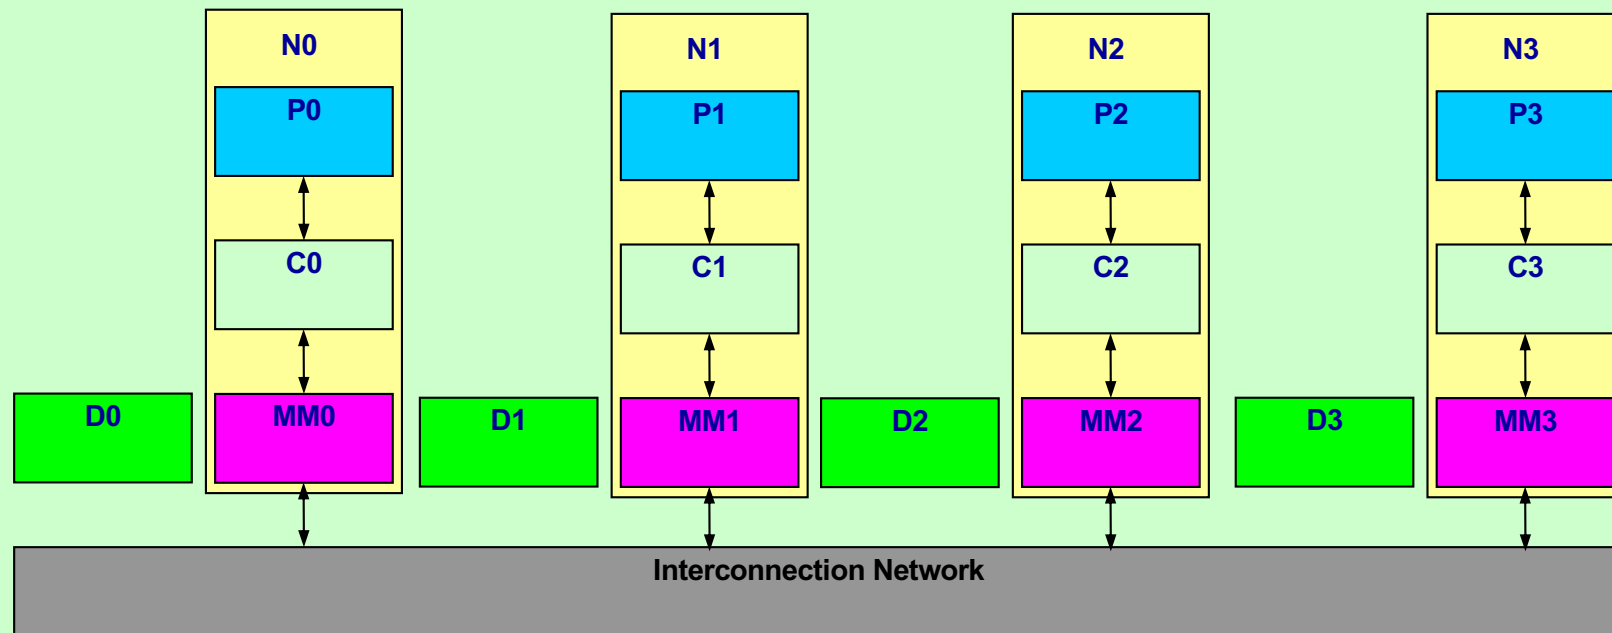 N0
N1
N2
N3
P0
P1
P2
P3
C0
C1
C2
C3
D0
MM0
D1
MM1
D2
MM2
D3
MM3
Interconnection Network